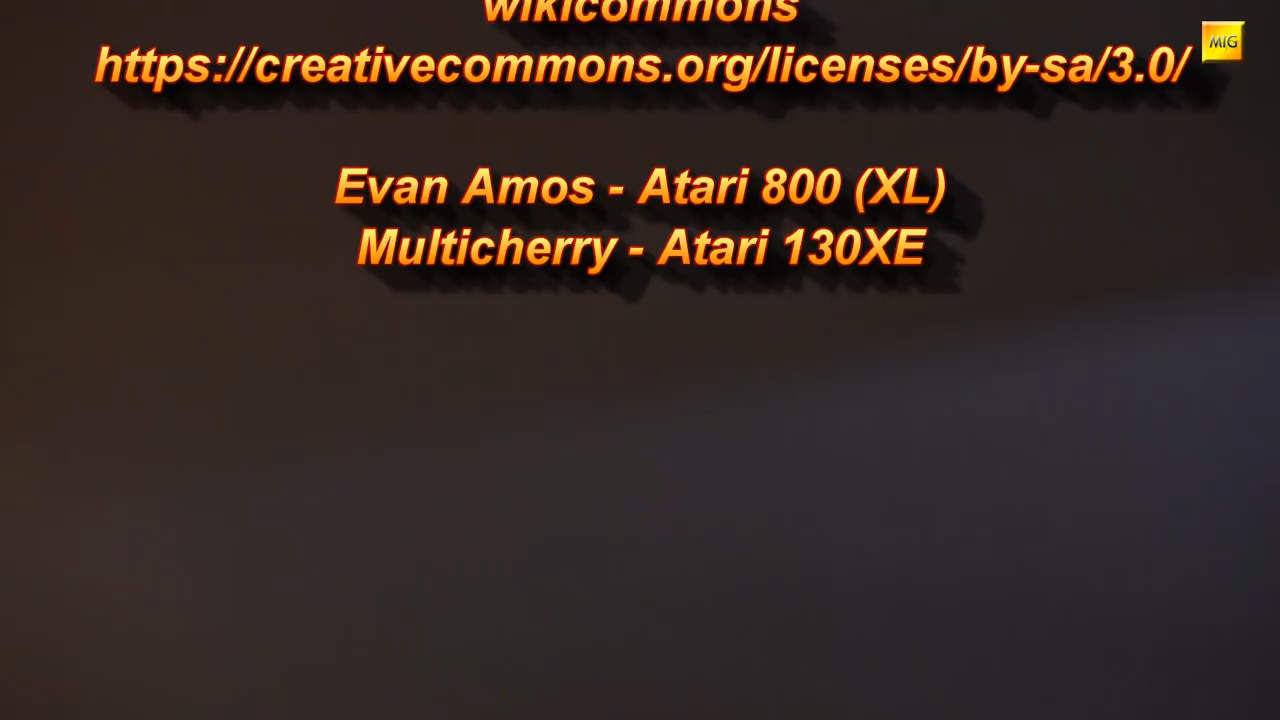 wikicommons
https://creativecommons.org/licenses/by-sa/3.0/
MIG
Evan Amos - Atari 800 (XL)
Multicherry - Atari 130XE